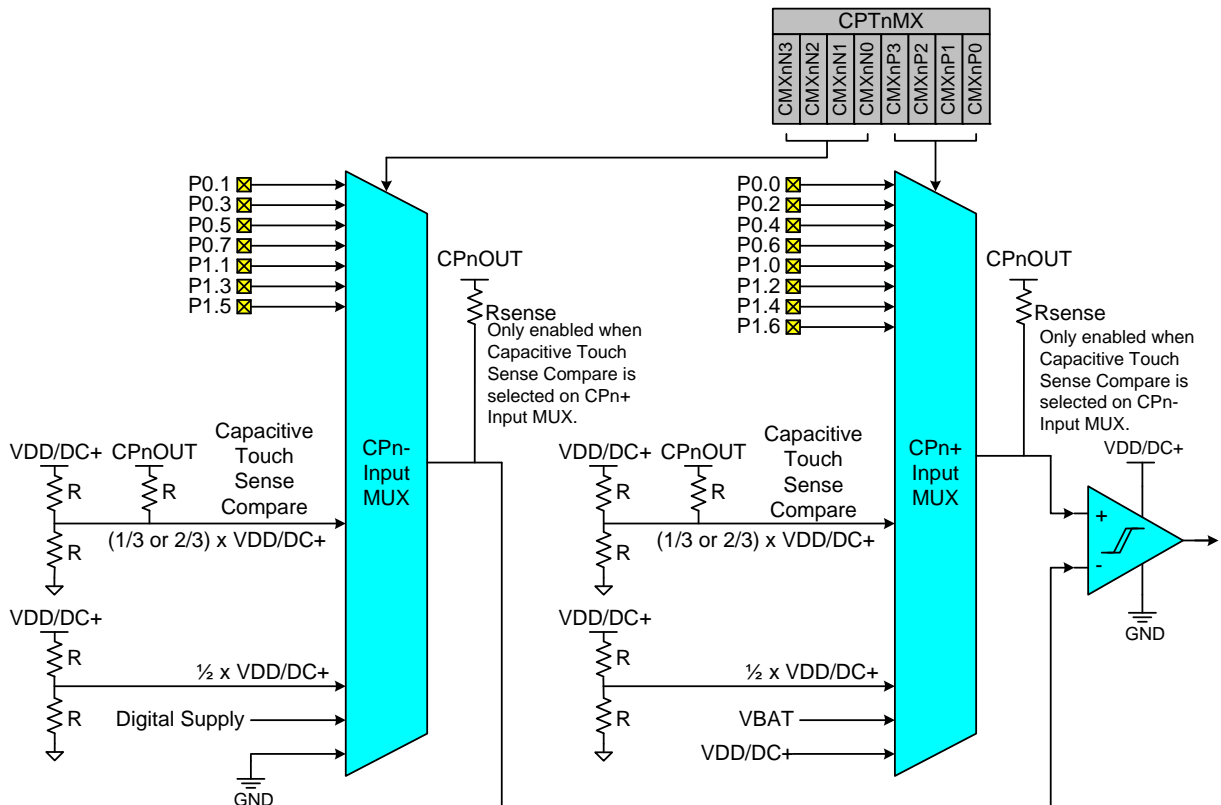 CPTnMX
CMXnN3
CMXnN2
CMXnN1
CMXnN0
CMXnP3
CMXnP2
CMXnP1
CMXnP0
P0.1
P0.3
P0.5
P0.7
P1.1
P1.3
P1.5
CPnOUT
Rsense
Only enabled when
Capacitive Touch
Sense Compare is
selected on CPn+
Input MUX.
VDD/DC+
CPnOUT
R
R
R
Capacitive
Touch
Sense
Compare
(1/3 or 2/3) x VDD/DC+
CPn-
Input
MUX
VDD/DC+
R
R
½ x VDD/DC+
Digital Supply
GND
P0.0
P0.2
P0.4
P0.6
P1.0
P1.2
P1.4
P1.6
CPnOUT
Rsense
Only enabled when
Capacitive Touch
Sense Compare is
selected on CPn-
Input MUX.
VDD/DC+
CPnOUT
R
R
R
Capacitive
Touch
Sense
Compare
(1/3 or 2/3) x VDD/DC+
CPn+
Input
MUX
VDD/DC+
R
R
½ x VDD/DC+
VBAT
VDD/DC+
VDD/DC+
+
-
GND